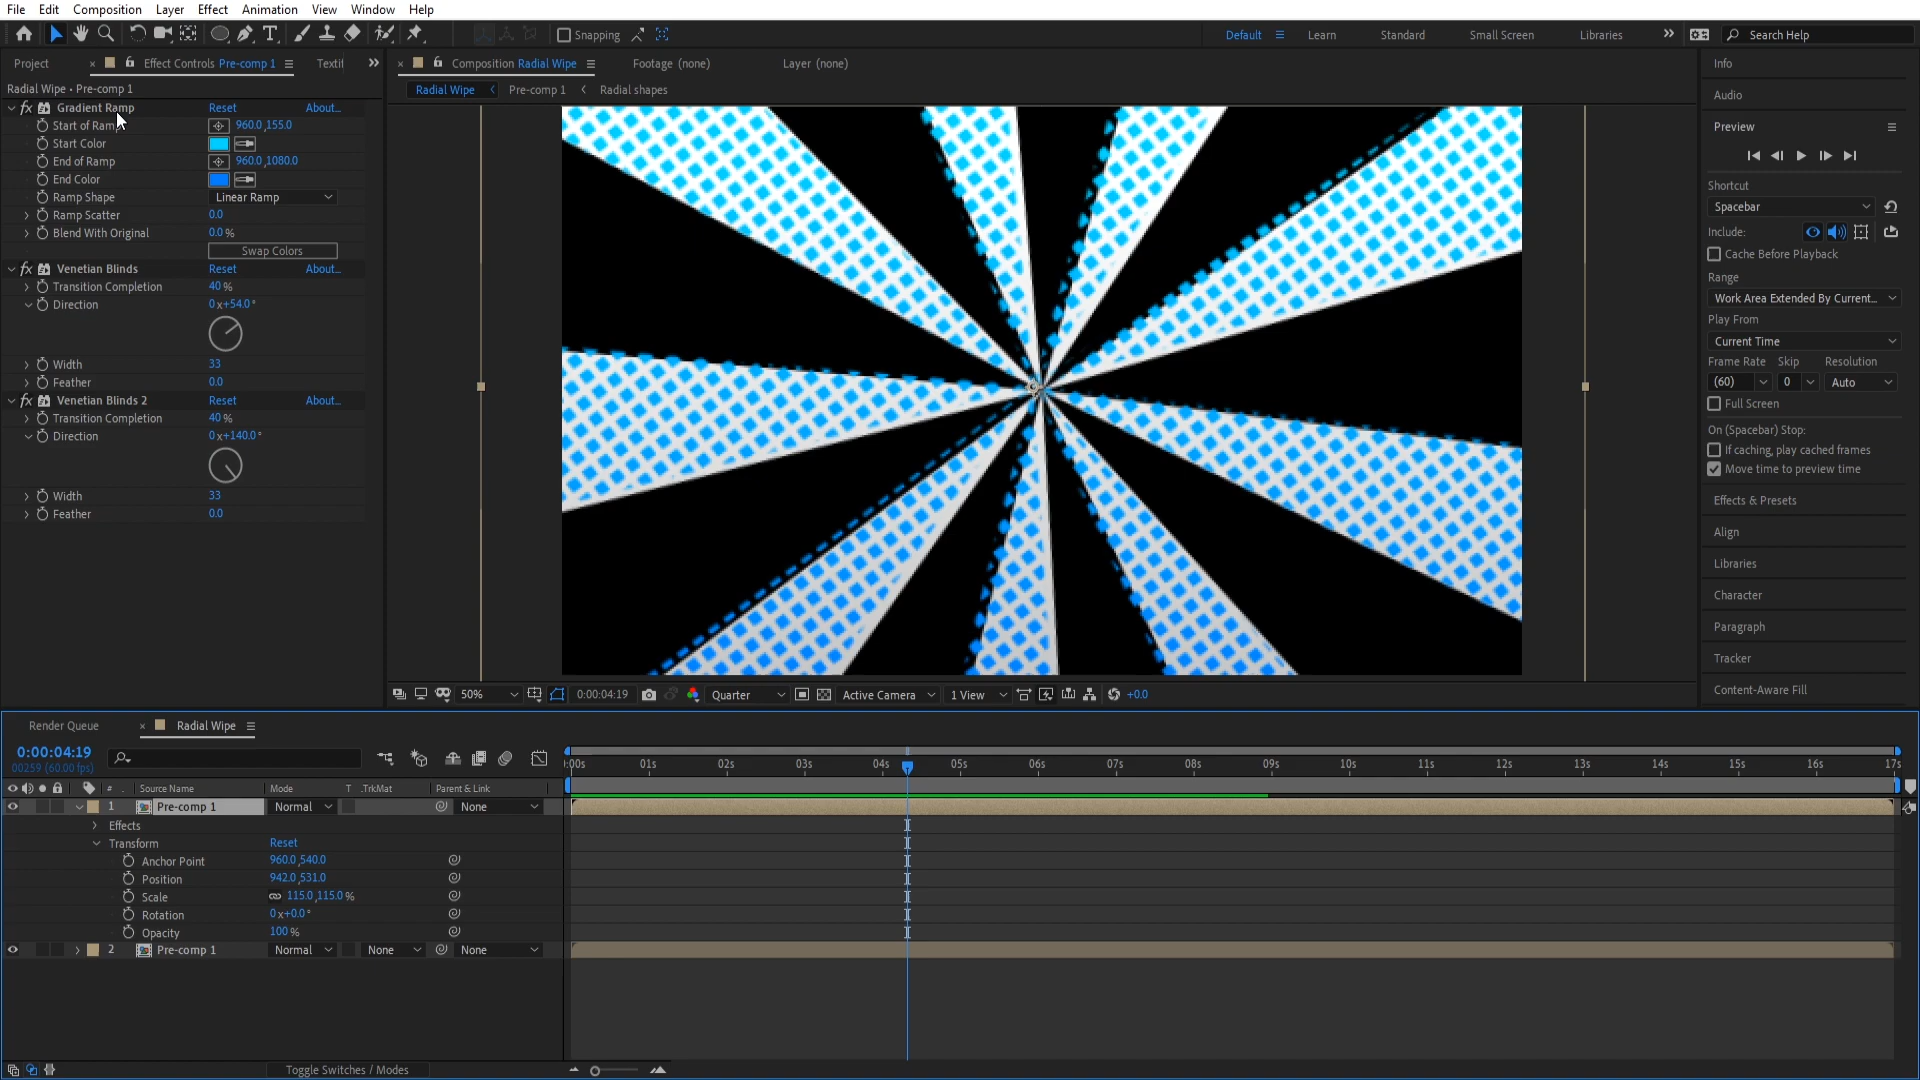 File Edit Composition Layer Effect Animation View Window Help
Snapping
Default Learn Standard Small Screen Libraries Search Help
Project Effect Controls Pre-comp 1
Composition Radial Wipe Footage (none) Layer (none)
Radial Wipe • Pre-comp 1
Radial Wipe Pre-comp 1 Radial shapes
fx Gradient Ramp Reset About...
Start of Ramp 960.0,155.0
Start Color
End of Ramp 960.0,1080.0
End Color
Ramp Shape Linear Ramp
Ramp Scatter 0.0
Blend With Original 0.0 %
Swap Colors
fx Venetian Blinds Reset About...
Transition Completion 40 %
Direction 0x+54.0°
Width 33
Feather 0.0
fx Venetian Blinds 2 Reset About...
Transition Completion 40 %
Direction 0x+140.0°
Width 33
Feather 0.0
50% 0:00:04:19 Quarter Active Camera 1 View +0.0
Info
Audio
Preview
Shortcut
Spacebar
Include:
Cache Before Playback
Range
Work Area Extended By Current...
Play From
Current Time
Frame Rate Skip Resolution
(60) 0 Auto
Full Screen
On (Spacebar) Stop:
If caching, play cached frames
Move time to preview time
Effects & Presets
Align
Libraries
Character
Paragraph
Tracker
Content-Aware Fill
Render Queue Radial Wipe
0:00:04:19
00259 (60.00 fps)
:00s 01s 02s 03s 04s 05s 06s 07s 08s 09s 10s 11s 12s 13s 14s 15s 16s 17s
# Source Name Mode T .TrkMat Parent & Link
1 Pre-comp 1 Normal None
Effects
Transform Reset
Anchor Point 960.0,540.0
Position 942.0,531.0
Scale 115.0,115.0 %
Rotation 0x+0.0°
Opacity 100 %
2 Pre-comp 1 Normal None None
Toggle Switches / Modes